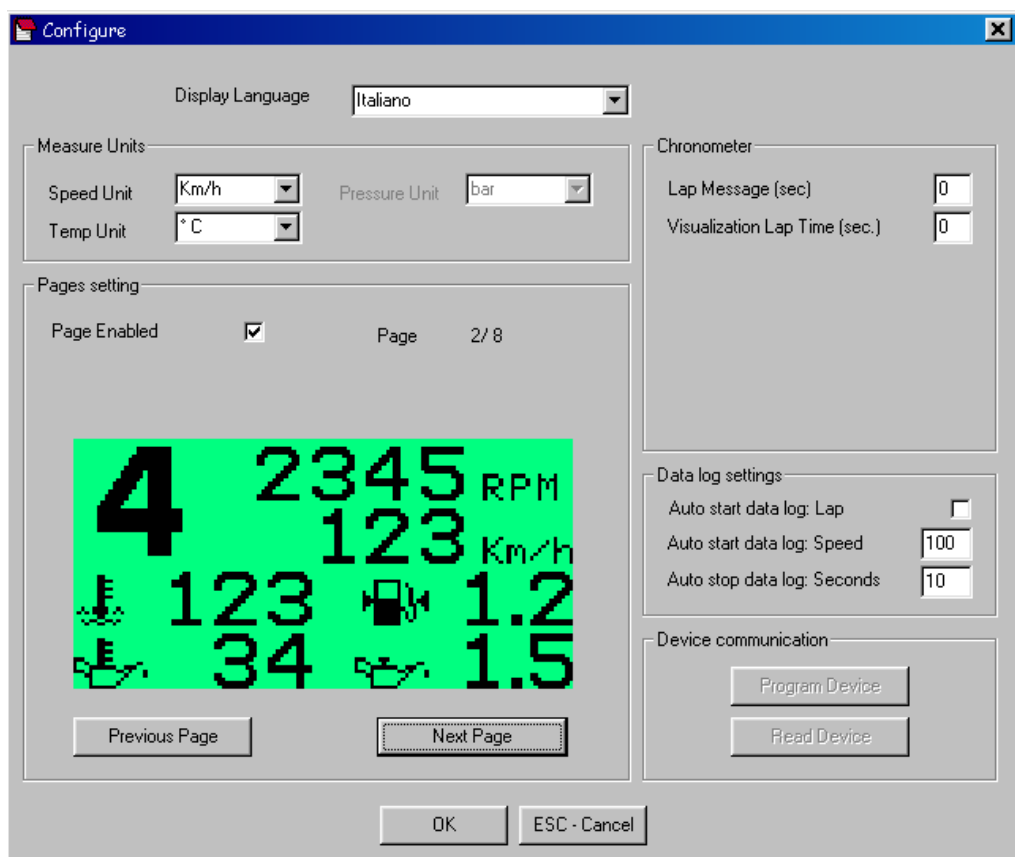 Configure
Display Language Italiano
Measure Units
Speed Unit Km/h Pressure Unit bar
Temp Unit ° C
Chronometer
Lap Message (sec) 0
Visualization Lap Time (sec.) 0
Pages setting
Page Enabled Page 2/ 8
4 2345 RPM
123 Km/h
123 1.2
34 1.5
Previous Page Next Page
Data log settings
Auto start data log: Lap
Auto start data log: Speed 100
Auto stop data log: Seconds 10
Device communication
Program Device
Read Device
OK ESC - Cancel